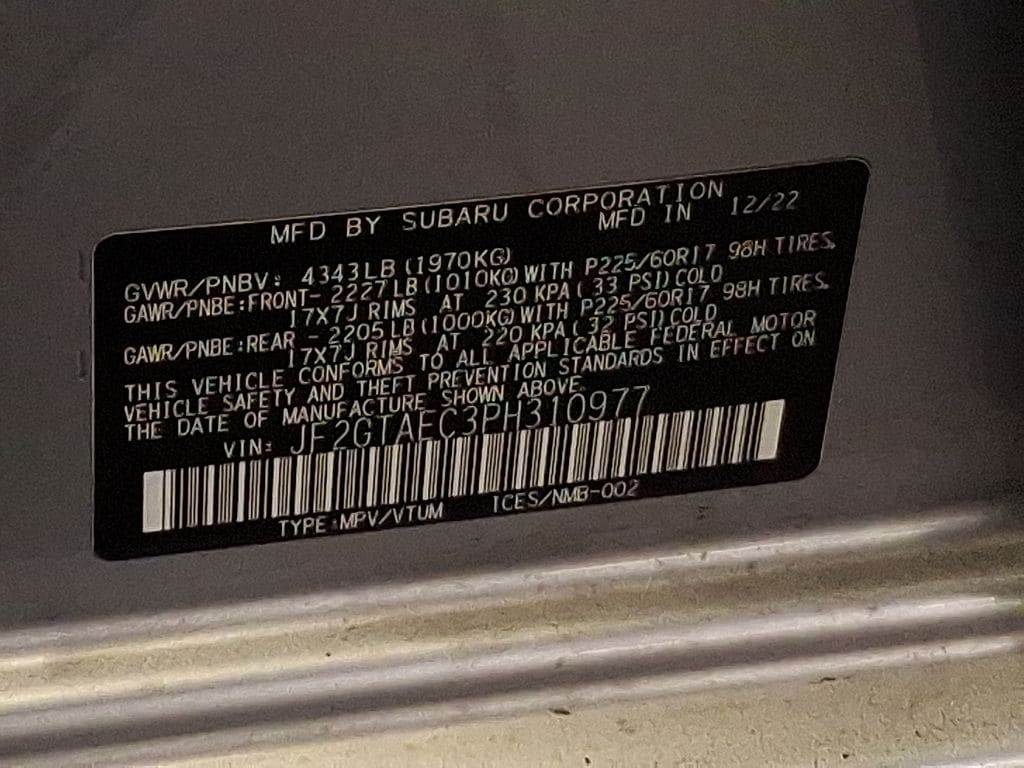 MFD BY SUBARU CORPORATION
MFD IN 12/22
GVWR/PNBV: 4343LB (1970KG)
GAWR/PNBE:FRONT- 2227LB(1010KG)WITH P225/60R17 98H TIRES.
17X7J RIMS AT 230 KPA( 33 PSI)COLD
GAWR/PNBE:REAR - 2205LB(1000KG)WITH P225/60R17 98H TIRES.
17X7J RIMS AT 220 KPA( 32 PSI)COLD
THIS VEHICLE CONFORMS TO ALL APPLICABLE FEDERAL MOTOR
VEHICLE SAFETY AND THEFT PREVENTION STANDARDS IN EFFECT ON
THE DATE OF MANUFACTURE SHOWN ABOVE.
VIN: JF2GTAEC3PH310977
TYPE:MPV/VTUM ICES/NMB-002